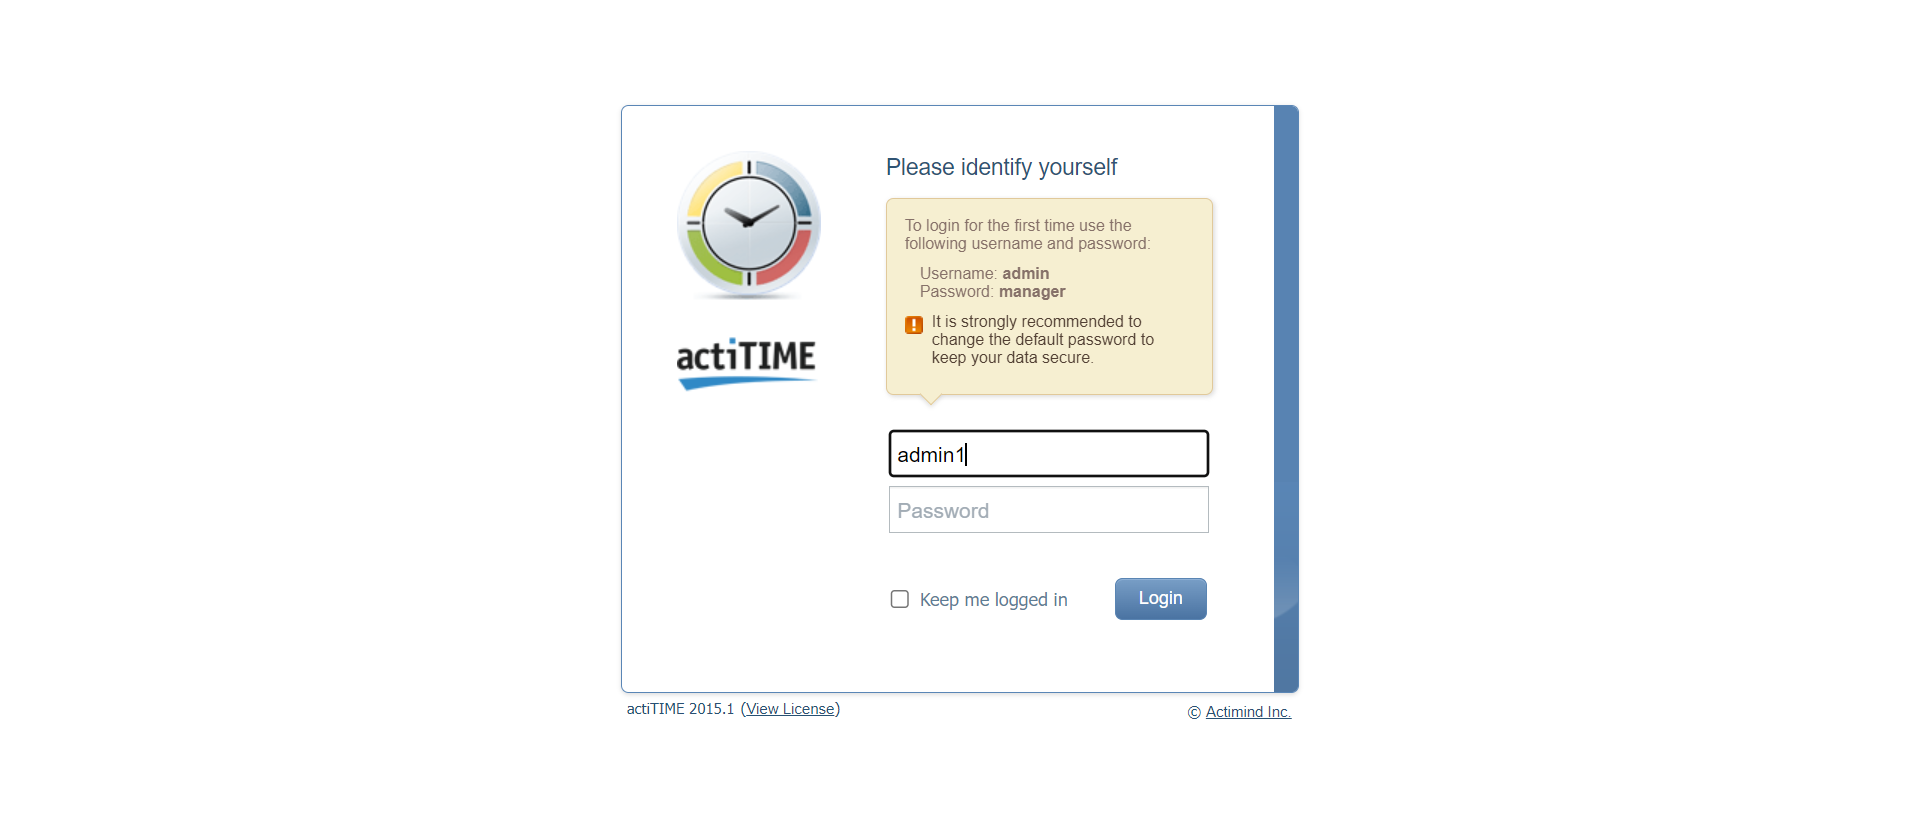 Please identify yourself
To login for the first time use the
following username and password:
Username: admin
Password: manager
It is strongly recommended to
change the default password to
keep your data secure.
actiTIME
admin1
Password
Keep me logged in
Login
actiTIME 2015.1 (View License)
© Actimind Inc.